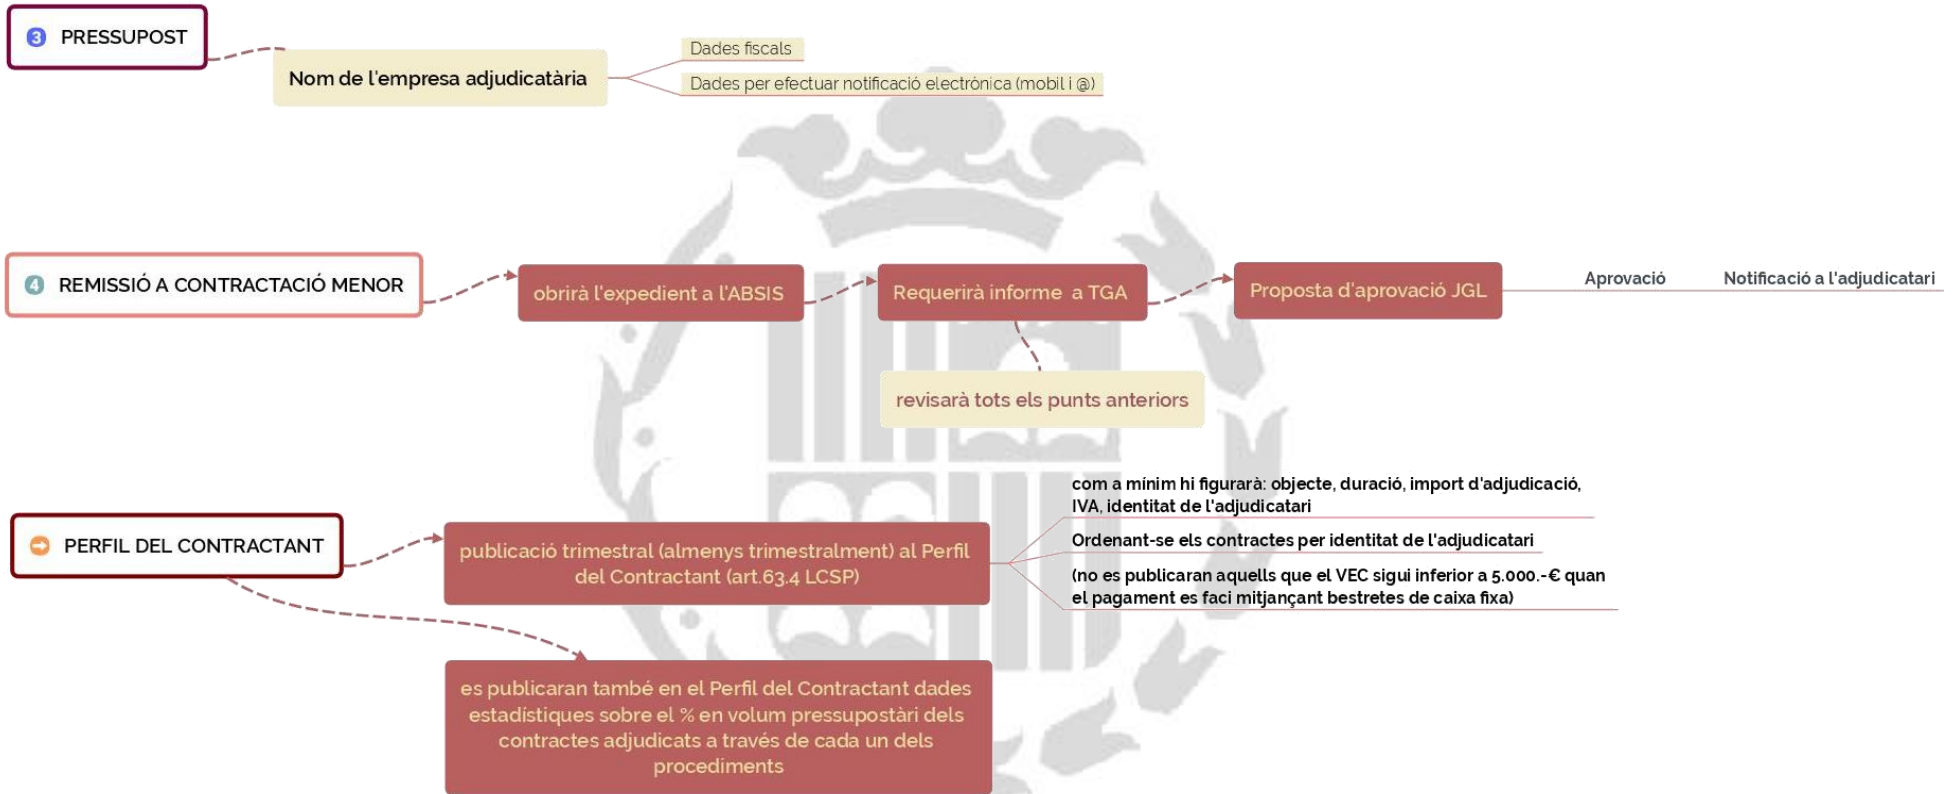 3 PRESSUPOST
Nom de l'empresa adjudicatària
Dades fiscals
Dades per efectuar notificació electrònica (mobil i @)
4 REMISSIÓ A CONTRACTACIÓ MENOR
obrirà l'expedient a l'ABSIS
Requerirà informe a TGA
Proposta d'aprovació JGL
Aprovació
Notificació a l'adjudicatari
revisarà tots els punts anteriors
PERFIL DEL CONTRACTANT
publicació trimestral (almenys trimestralment) al Perfil
del Contractant (art.63.4 LCSP)
com a mínim hi figurarà: objecte, duració, import d'adjudicació,
IVA, identitat de l'adjudicatari
Ordenant-se els contractes per identitat de l'adjudicatari
(no es publicaran aquells que el VEC sigui inferior a 5.000.-€ quan
el pagament es faci mitjançant bestretes de caixa fixa)
es publicaran també en el Perfil del Contractant dades
estadístiques sobre el % en volum pressupostàri dels
contractes adjudicats a través de cada un dels
procediments